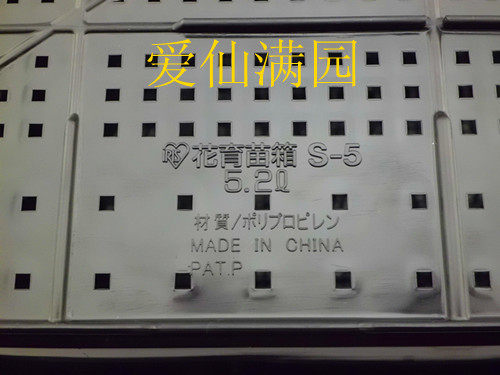 爱仙满园
IRIS 花育苗箱 S-5
5.2ℓ
材質/ポリプロピレン
MADE IN CHINA
PAT.P